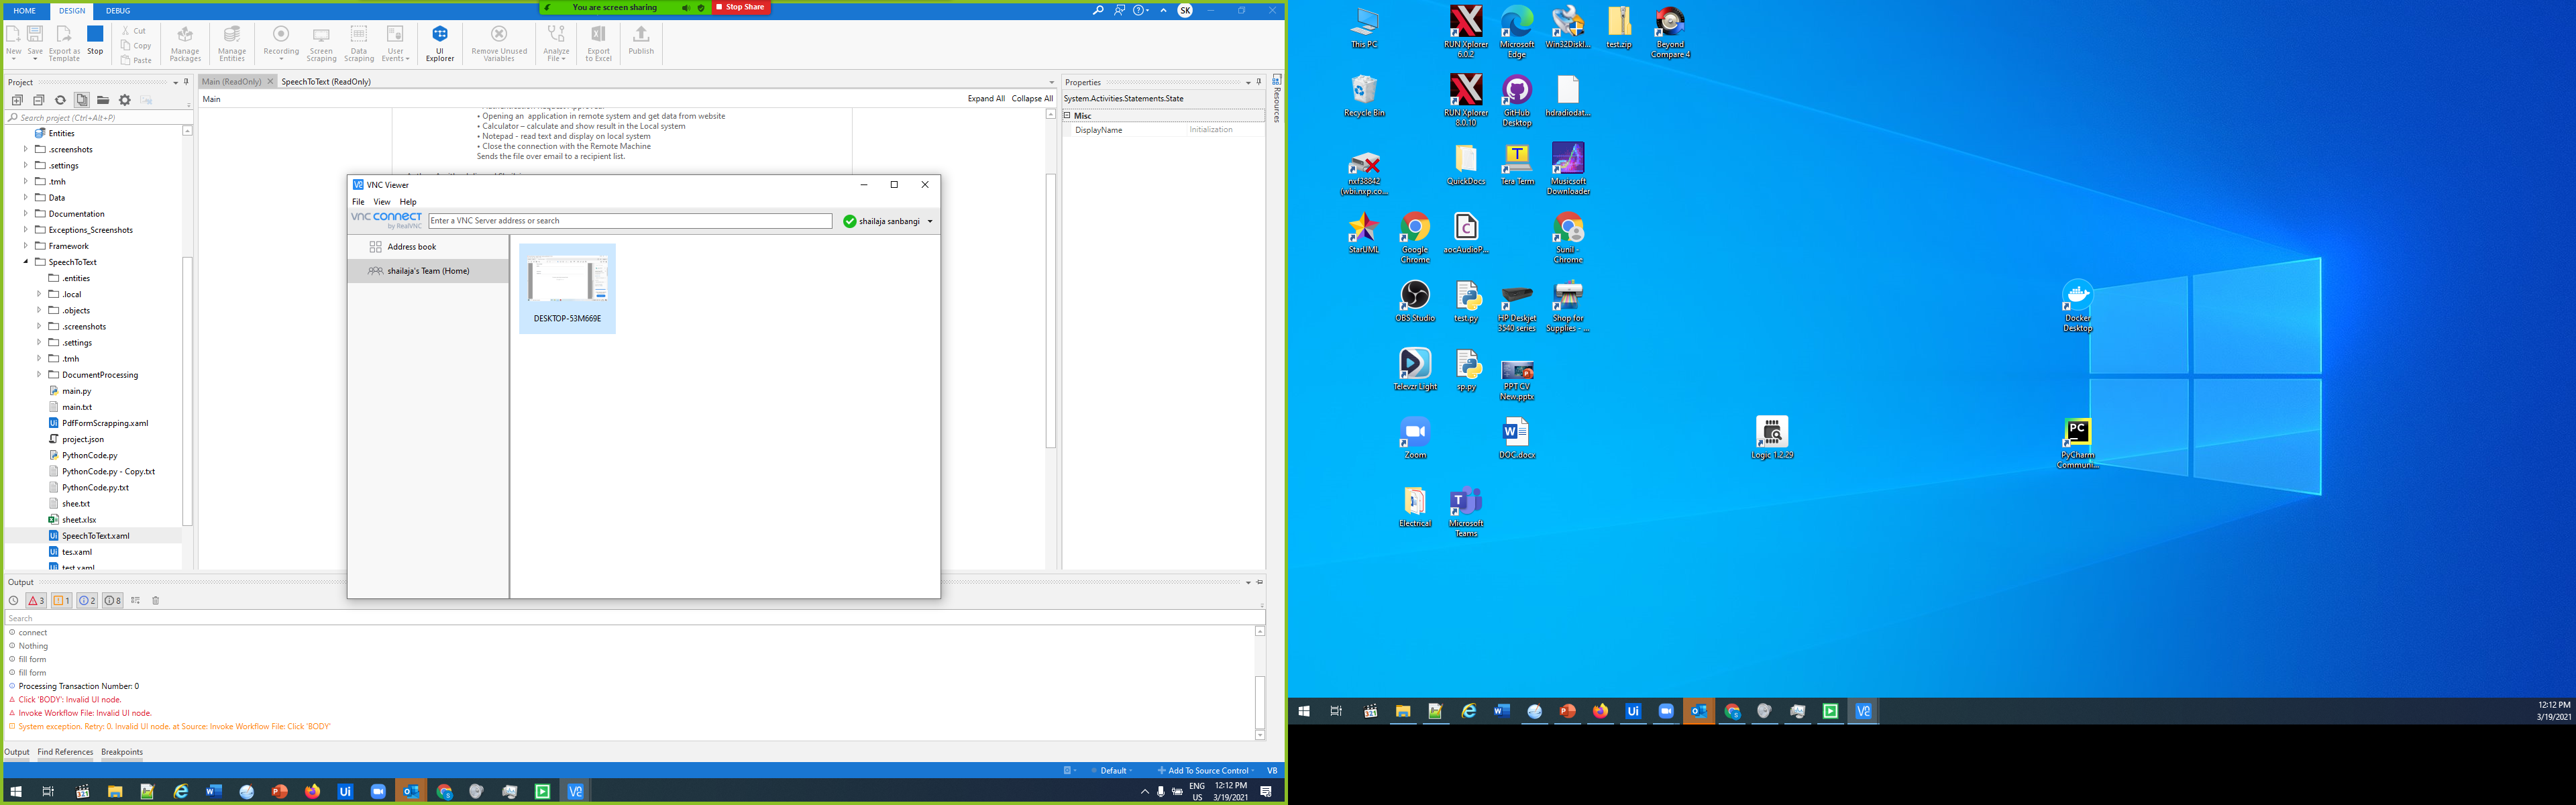 HOME DESIGN DEBUG
You are screen sharing Stop Share
SK
New Save Export as Template Stop
Cut
Copy
Paste
Manage Packages Manage Entities Recording Screen Scraping Data Scraping User Events UI Explorer Remove Unused Variables Analyze File Export to Excel Publish
Project
Search project (Ctrl+Alt+P)
Entities
.screenshots
.settings
.tmh
Data
Documentation
Exceptions_Screenshots
Framework
SpeechToText
.entities
.local
.objects
.screenshots
.settings
.tmh
DocumentProcessing
main.py
main.txt
PdfFormScrapping.xaml
project.json
PythonCode.py
PythonCode.py - Copy.txt
PythonCode.py.txt
shee.txt
sheet.xlsx
SpeechToText.xaml
tes.xaml
test.xaml
Main (ReadOnly) SpeechToText (ReadOnly)
Main Expand All Collapse All
• Opening an application in remote system and get data from website
• Calculator – calculate and show result in the Local system
• Notepad - read text and display on local system
• Close the connection with the Remote Machine
Sends the file over email to a recipient list.
VNC Viewer
File View Help
vnc connect
by RealVNC
Enter a VNC Server address or search
shailaja sanbangi
Address book
shailaja's Team (Home)
DESKTOP-53M669E
Properties
System.Activities.Statements.State
Misc
DisplayName Initialization
Resources
Output
3 1 2 8
Search
connect
Nothing
fill form
fill form
Processing Transaction Number: 0
Click 'BODY': Invalid UI node.
Invoke Workflow File: Invalid UI node.
System exception. Retry: 0. Invalid UI node. at Source: Invoke Workflow File: Click 'BODY'
Output Find References Breakpoints
Default Add To Source Control VB
ENG
US
12:12 PM
3/19/2021
This PC
RUN Xplorer 6.0.2
Microsoft Edge
Win32Diskl...
test.zip
Beyond Compare 4
Recycle Bin
RUN Xplorer 8.0.10
GitHub Desktop
hdradiodat...
nxf38842 (wbi.nxp.co...
QuickDocs
Tera Term
Musicsoft Downloader
StarUML
Google Chrome
aocAudioP...
Sunil - Chrome
OBS Studio
test.py
HP Deskjet 3540 series
Shop for Supplies - ...
Docker Desktop
Televzr Light
sp.py
PPT CV New.pptx
Zoom
DOC.docx
Logic 1.2.29
PyCharm Communi...
Electrical
Microsoft Teams
12:12 PM
3/19/2021